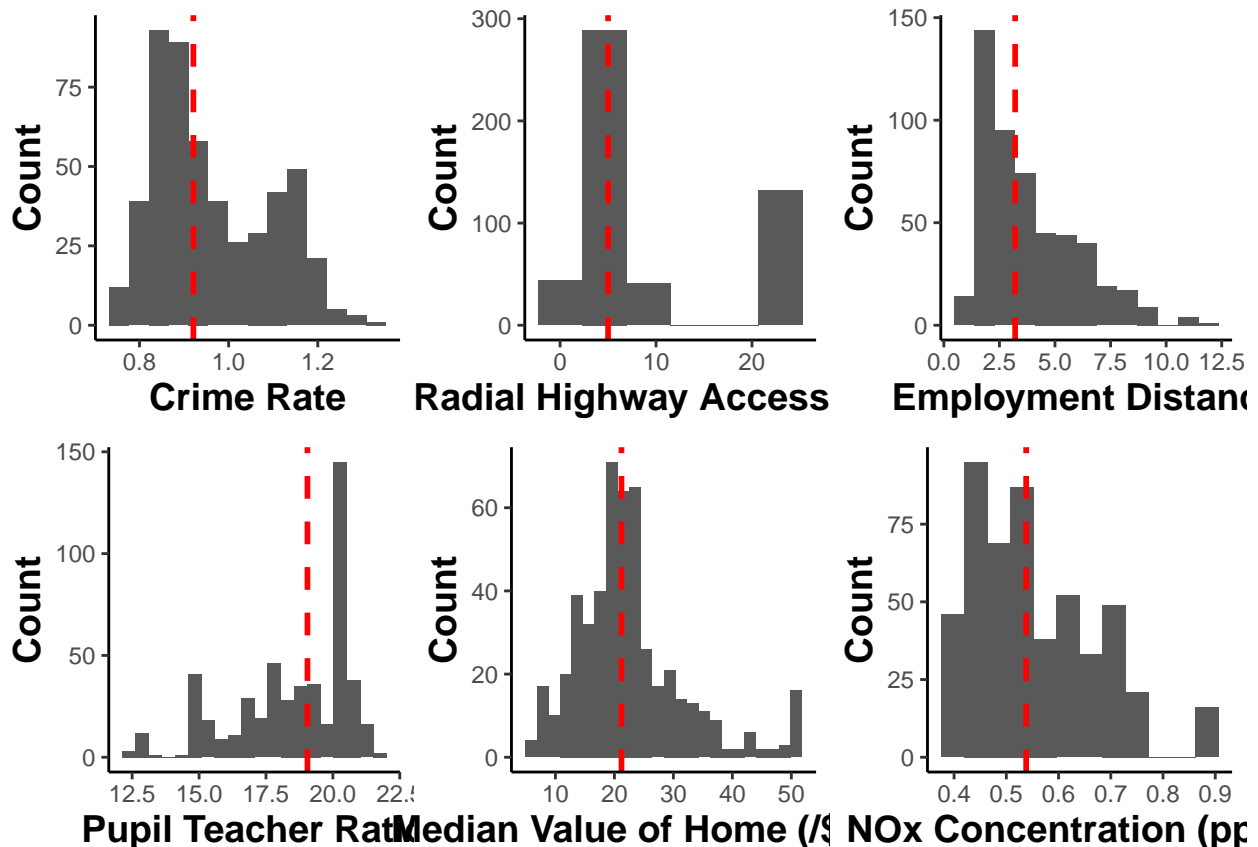 Count
75
50
25
0
0.8 1.0 1.2
Crime Rate
Count
300
200
100
0
0 10 20
Radial Highway Access
Count
150
100
50
0
0.0 2.5 5.0 7.5 10.0 12.5
Employment Distanc
Count
150
100
50
0
12.5 15.0 17.5 20.0 22.5
Pupil Teacher Rati
Count
60
40
20
0
10 20 30 40 50
Median Value of Home (/$
Count
75
50
25
0
0.4 0.5 0.6 0.7 0.8 0.9
NOx Concentration (pp